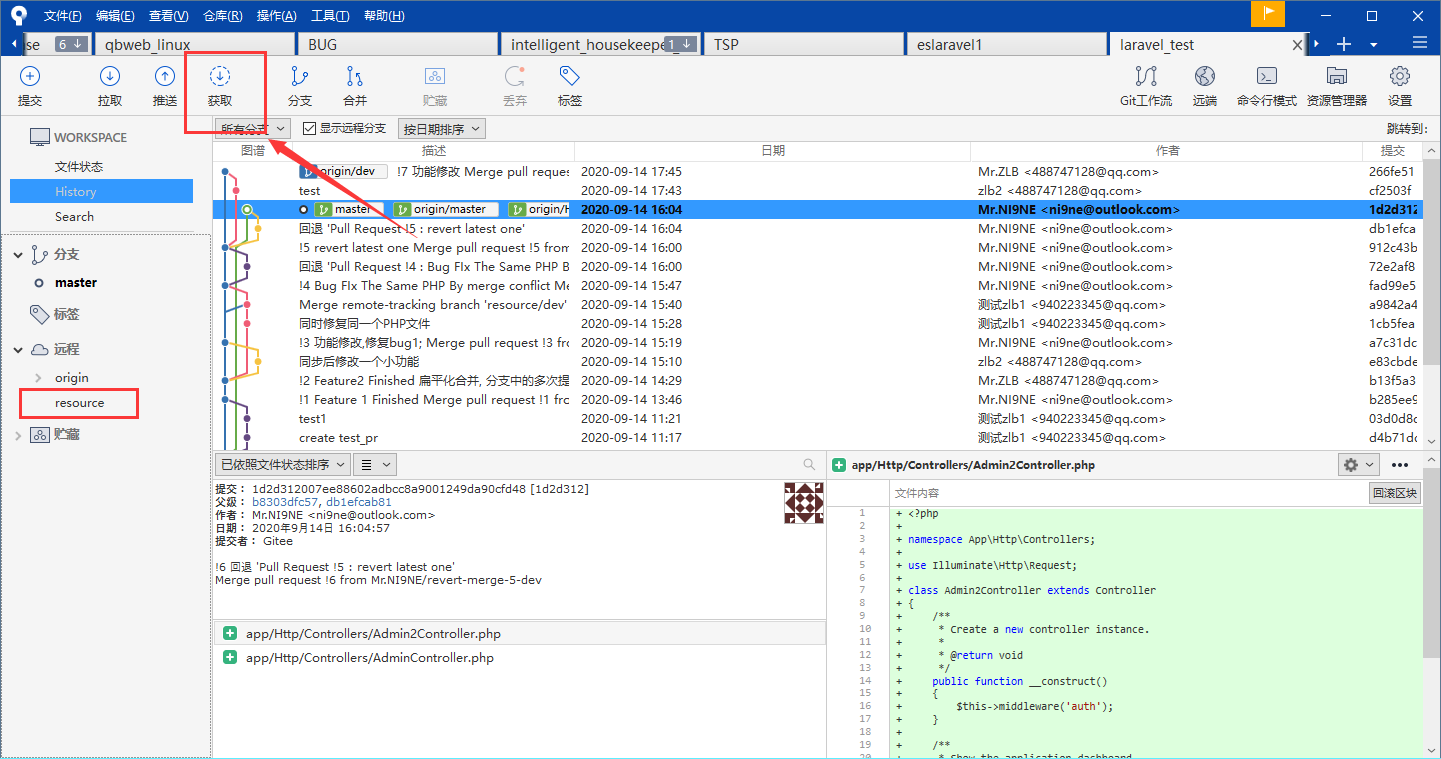 文件(F) 编辑(E) 查看(V) 仓库(R) 操作(A) 工具(T) 帮助(H)
se 6 qbweb_linux BUG intelligent_housekeepe 1 TSP eslaravel1 laravel_test
提交 拉取 推送 获取 分支 合并 贮藏 丢弃 标签 Git工作流 远端 命令行模式 资源管理器 设置
WORKSPACE
文件状态
History
Search
分支
master
标签
远程
origin
resource
贮藏
所有分支 显示远程分支 按日期排序 跳转到:
图谱 描述 日期 作者 提交
origin/dev !7 功能修改 Merge pull reques 2020-09-14 17:45 Mr.ZLB <488747128@qq.com> 266fe51
test 2020-09-14 17:43 zlb2 <488747128@qq.com> cf2503f
master origin/master origin/H 2020-09-14 16:04 Mr.NI9NE <ni9ne@outlook.com> 1d2d312
回退 'Pull Request !5 : revert latest one' 2020-09-14 16:04 Mr.NI9NE <ni9ne@outlook.com> db1efca
!5 revert latest one Merge pull request !5 from 2020-09-14 16:00 Mr.NI9NE <ni9ne@outlook.com> 912c43b
回退 'Pull Request !4 : Bug FIx The Same PHP B 2020-09-14 16:00 Mr.NI9NE <ni9ne@outlook.com> 72e2af8
!4 Bug FIx The Same PHP By merge conflict Me 2020-09-14 15:47 Mr.NI9NE <ni9ne@outlook.com> fad99e5
Merge remote-tracking branch 'resource/dev' 2020-09-14 15:40 测试zlb1 <940223345@qq.com> a9842a4
同时修复同一个PHP文件 2020-09-14 15:28 测试zlb1 <940223345@qq.com> 1cb5fea
!3 功能修改,修复bug1; Merge pull request !3 fro 2020-09-14 15:19 Mr.NI9NE <ni9ne@outlook.com> a7c31dc
同步后修改一个小功能 2020-09-14 15:10 zlb2 <488747128@qq.com> e83cbde
!2 Feature2 Finished 扁平化合并, 分支中的多次提 2020-09-14 14:29 Mr.ZLB <488747128@qq.com> b13f5a3
!1 Feature 1 Finished Merge pull request !1 fro 2020-09-14 13:46 Mr.NI9NE <ni9ne@outlook.com> b285ee9
test1 2020-09-14 11:21 测试zlb1 <940223345@qq.com> 03d0d8c
create test_pr 2020-09-14 11:17 测试zlb1 <940223345@qq.com> d4b71dc
已依照文件状态排序
提交: 1d2d312007ee88602adbcc8a9001249da90cfd48 [1d2d312]
父级: b8303dfc57, db1efcab81
作者: Mr.NI9NE <ni9ne@outlook.com>
日期: 2020年9月14日 16:04:57
提交者: Gitee
!6 回退 'Pull Request !5 : revert latest one'
Merge pull request !6 from Mr.NI9NE/revert-merge-5-dev
app/Http/Controllers/Admin2Controller.php
app/Http/Controllers/AdminController.php
app/Http/Controllers/Admin2Controller.php
文件内容 回滚区块
1 + <?php
2 +
3 + namespace App\Http\Controllers;
4 +
5 + use Illuminate\Http\Request;
6 +
7 + class Admin2Controller extends Controller
8 + {
9 + /**
10 + * Create a new controller instance.
11 + *
12 + * @return void
13 + */
14 + public function __construct()
15 + {
16 + $this->middleware('auth');
17 + }
18 +
19 + /**
20 + * Show the application dashboard